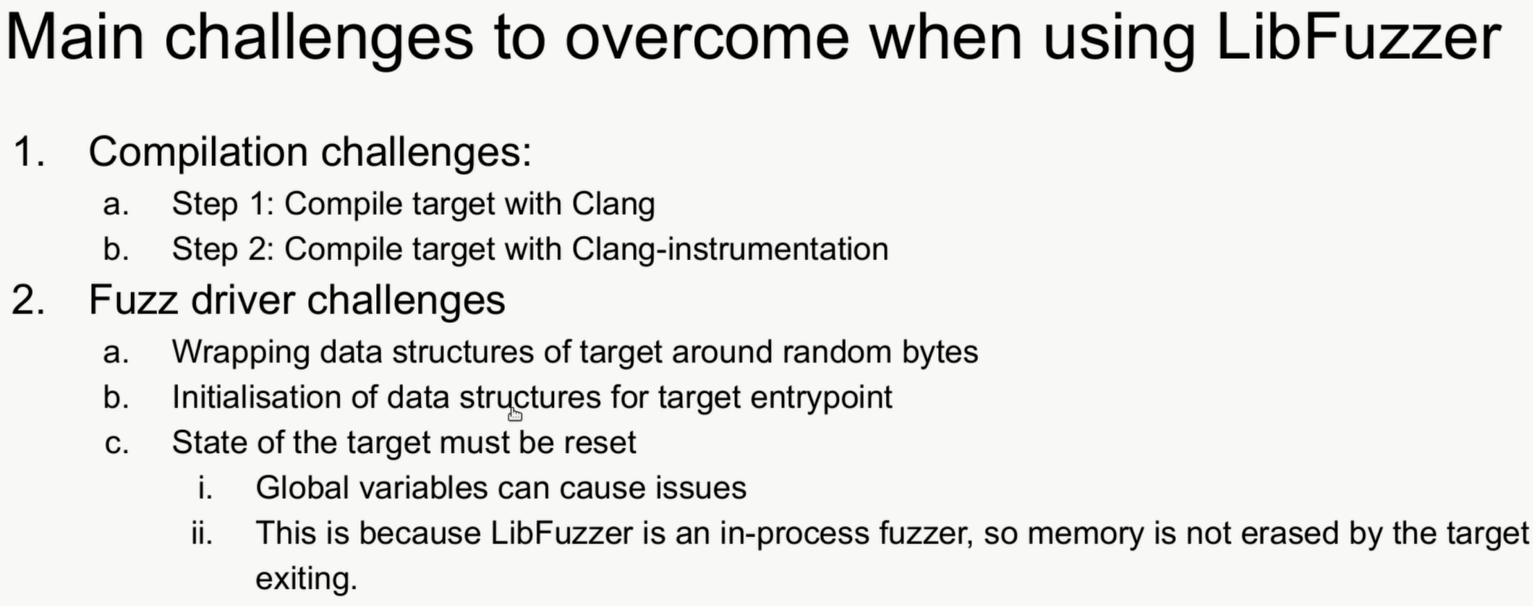 Main challenges to overcome when using LibFuzzer
1. Compilation challenges:
a. Step 1: Compile target with Clang
b. Step 2: Compile target with Clang-instrumentation
2. Fuzz driver challenges
a. Wrapping data structures of target around random bytes
b. Initialisation of data structures for target entrypoint
c. State of the target must be reset
i. Global variables can cause issues
ii. This is because LibFuzzer is an in-process fuzzer, so memory is not erased by the target
exiting.